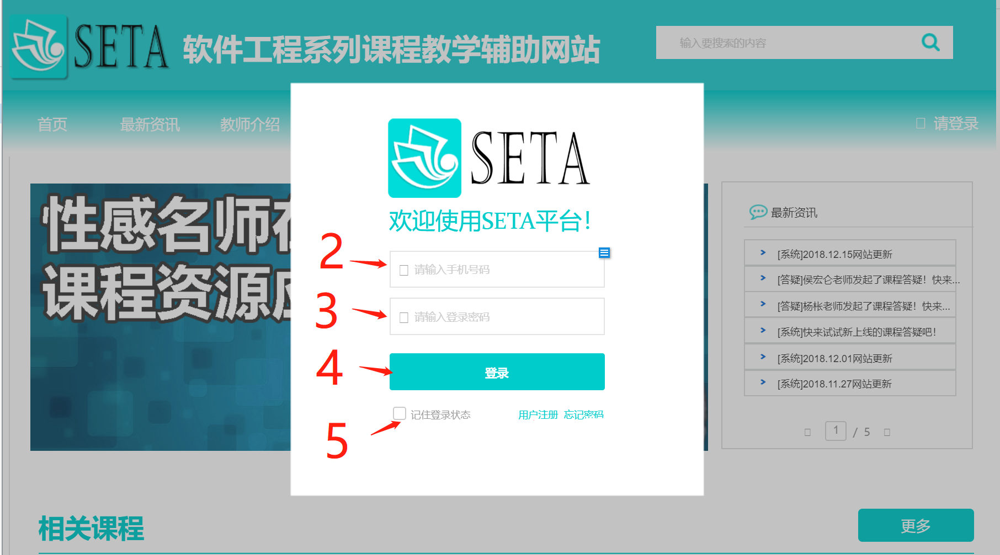 SETA
软件工程系列课程教学辅助网站
输入要搜索的内容
首页
最新资讯
教师介绍
请登录
性感名师在
课程资源应
SETA
欢迎使用SETA平台!
2
请输入手机号码
3
请输入登录密码
4
登录
5
记住登录状态
用户注册 忘记密码
最新资讯
[系统]2018.12.15网站更新
[答疑]侯宏仑老师发起了课程答疑！快来...
[答疑]杨枨老师发起了课程答疑！快来...
[系统]快来试试新上线的课程答疑吧！
[系统]2018.12.01网站更新
[系统]2018.11.27网站更新
1 / 5
相关课程
更多